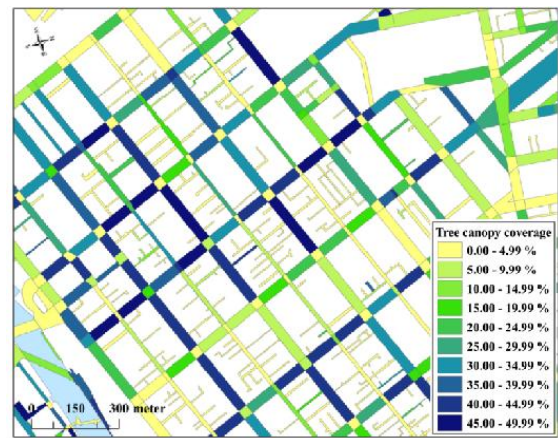 Tree canopy coverage
0.00 - 4.99 %
5.00 - 9.99 %
10.00 - 14.99 %
15.00 - 19.99 %
20.00 - 24.99 %
25.00 - 29.99 %
30.00 - 34.99 %
35.00 - 39.99 %
40.00 - 44.99 %
45.00 - 49.99 %
0 150 300 meter